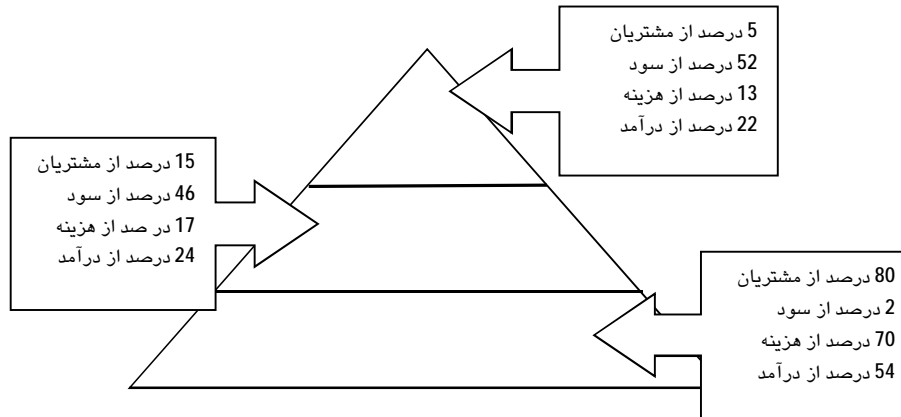 5 درصد از مشتریان
52 درصد از سود
13 درصد از هزینه
22 درصد از درآمد
15 درصد از مشتریان
46 درصد از سود
17 در صد از هزینه
24 درصد از درآمد
80 درصد از مشتریان
2 درصد از سود
70 درصد از هزینه
54 درصد از درآمد